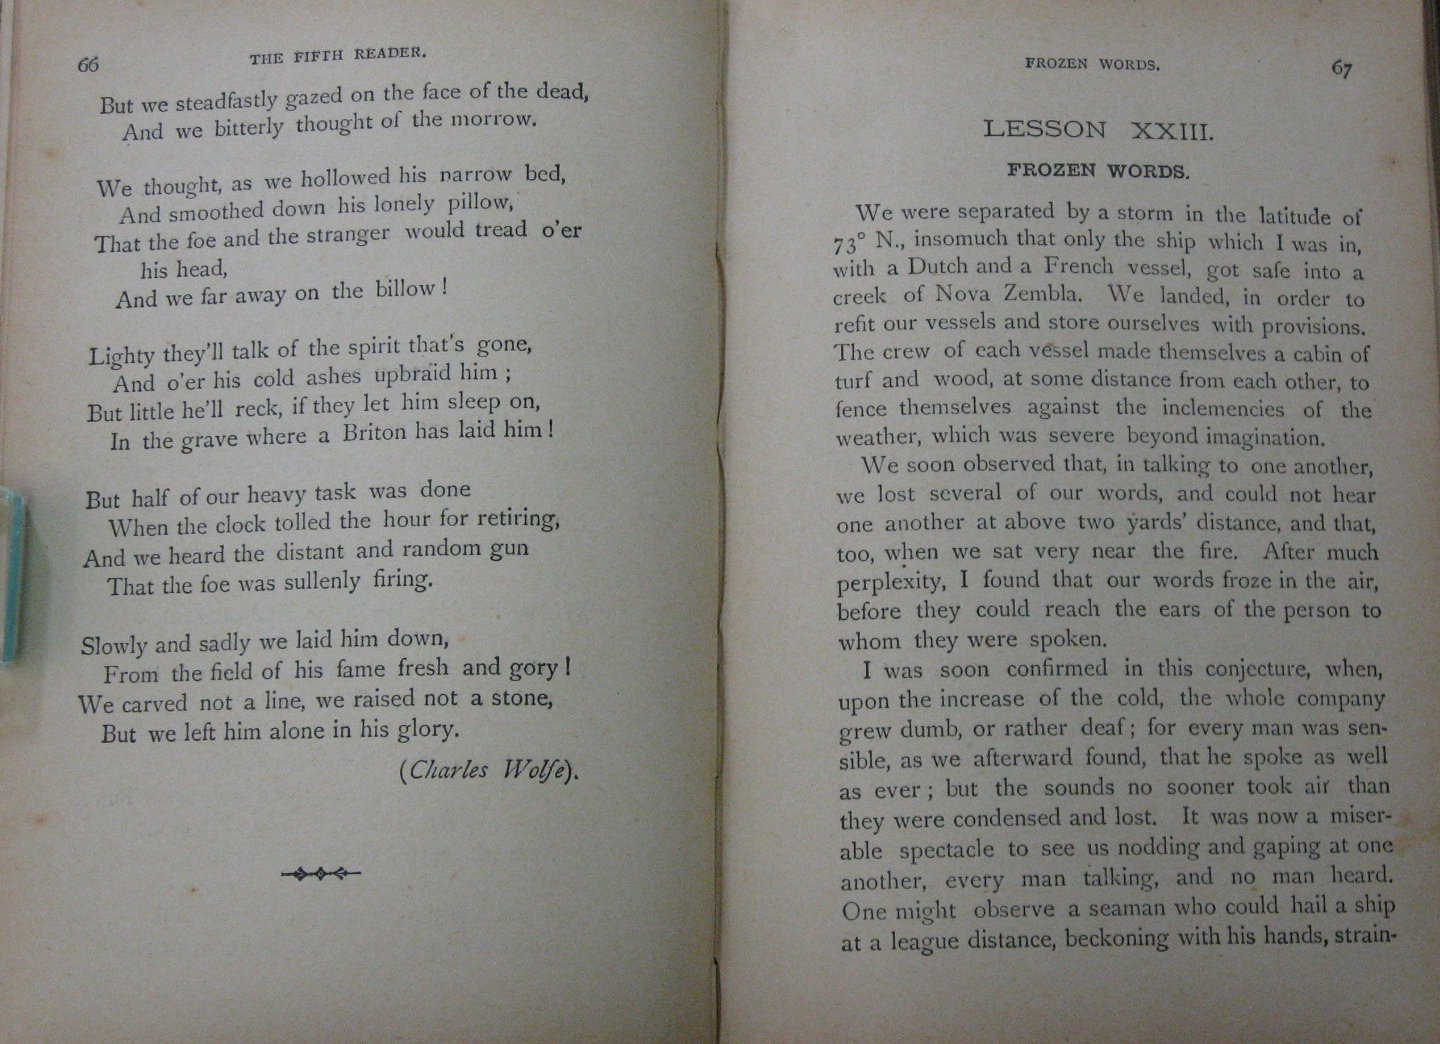 66
THE FIFTH READER.
But we steadfastly gazed on the face of the dead,
And we bitterly thought of the morrow.
We thought, as we hollowed his narrow bed,
And smoothed down his lonely pillow,
That the foe and the stranger would tread o'er
his head,
And we far away on the billow!
Lighty they'll talk of the spirit that's gone,
And o'er his cold ashes upbraid him;
But little he'll reck, if they let him sleep on,
In the grave where a Briton has laid him!
But half of our heavy task was done
When the clock tolled the hour for retiring,
And we heard the distant and random gun
That the foe was sullenly firing.
Slowly and sadly we laid him down,
From the field of his fame fresh and gory!
We carved not a line, we raised not a stone,
But we left him alone in his glory.
(Charles Wolfe).
FROZEN WORDS.
67
LESSON XXIII.
FROZEN WORDS.
We were separated by a storm in the latitude of
73° N., insomuch that only the ship which I was in,
with a Dutch and a French vessel, got safe into a
creek of Nova Zembla. We landed, in order to
refit our vessels and store ourselves with provisions.
The crew of each vessel made themselves a cabin of
turf and wood, at some distance from each other, to
fence themselves against the inclemencies of the
weather, which was severe beyond imagination.
We soon observed that, in talking to one another,
we lost several of our words, and could not hear
one another at above two yards' distance, and that,
too, when we sat very near the fire. After much
perplexity, I found that our words froze in the air,
before they could reach the ears of the person to
whom they were spoken.
I was soon confirmed in this conjecture, when,
upon the increase of the cold, the whole company
grew dumb, or rather deaf; for every man was sen-
sible, as we afterward found, that he spoke as well
as ever; but the sounds no sooner took air than
they were condensed and lost. It was now a miser-
able spectacle to see us nodding and gaping at one
another, every man talking, and no man heard.
One might observe a seaman who could hail a ship
at a league distance, beckoning with his hands, strain-